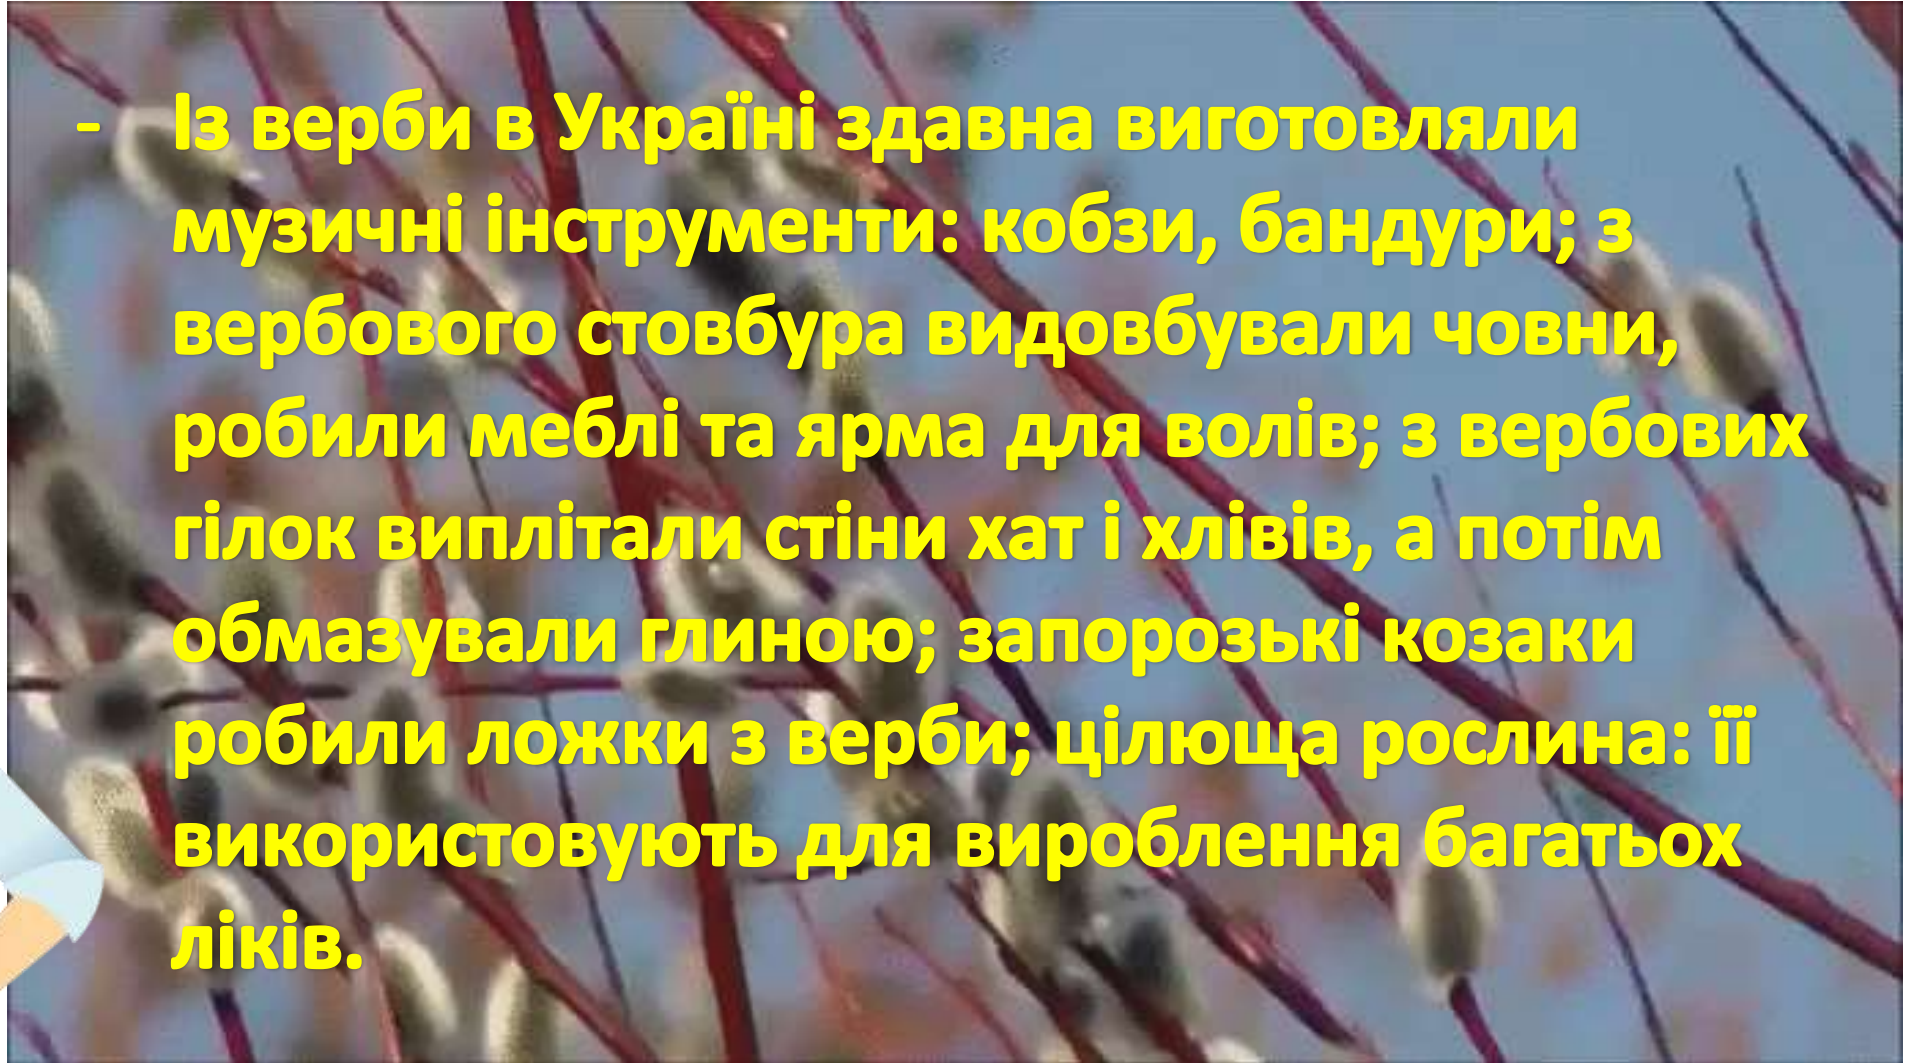 - Із верби в Україні здавна виготовляли
музичні інструменти: кобзи, бандури; з
вербового стовбура видовбували човни,
робили меблі та ярма для волів; з вербових
гілок виплітали стіни хат і хлівів, а потім
обмазували глиною; запорозькі козаки
робили ложки з верби; цілюща рослина: її
використовують для вироблення багатьох
ліків.